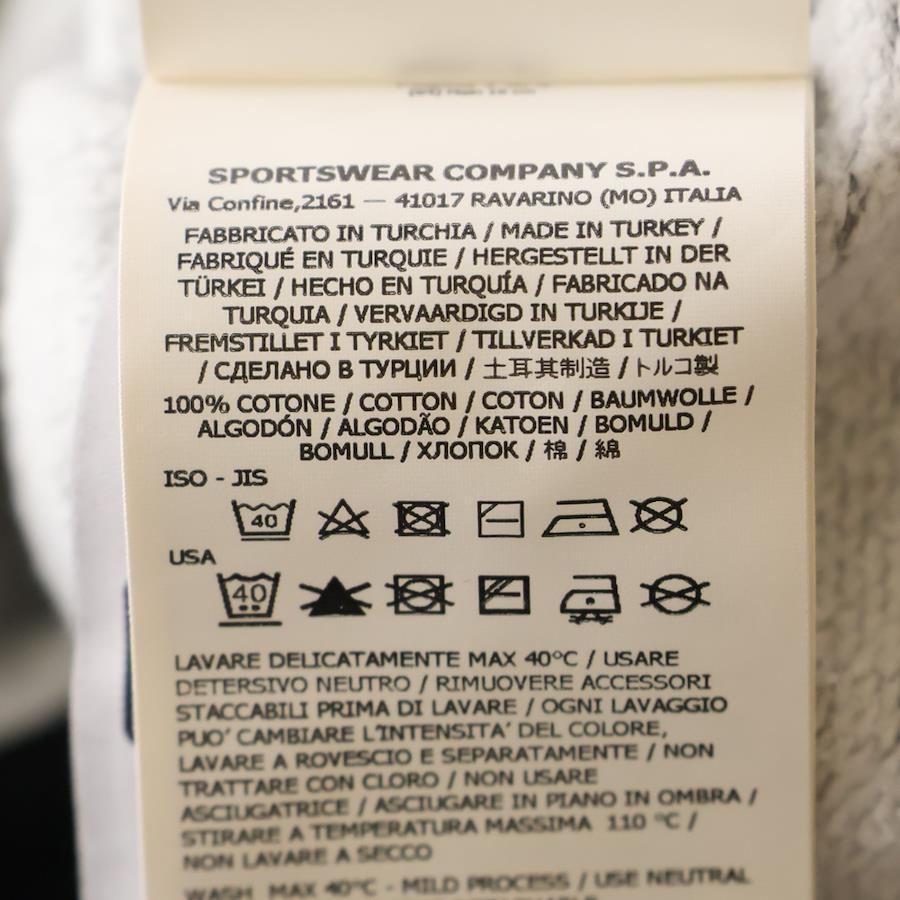 SPORTSWEAR COMPANY S.P.A.
Via Confine,2161 — 41017 RAVARINO (MO) ITALIA
FABBRICATO IN TURCHIA / MADE IN TURKEY /
FABRIQUÉ EN TURQUIE / HERGESTELLT IN DER
TÜRKEI / HECHO EN TURQUÍA / FABRICADO NA
TURQUIA / VERVAARDIGD IN TURKIJE /
FREMSTILLET I TYRKIET / TILLVERKAD I TURKIET
/ СДЕЛАНО В ТУРЦИИ / 土耳其制造 / トルコ製
100% COTONE / COTTON / COTON / BAUMWOLLE /
ALGODÓN / ALGODÃO / KATOEN / BOMULD /
BOMULL / ХЛОПОК / 棉 / 綿
ISO - JIS
40
USA
40
LAVARE DELICATAMENTE MAX 40°C / USARE
DETERSIVO NEUTRO / RIMUOVERE ACCESSORI
STACCABILI PRIMA DI LAVARE / OGNI LAVAGGIO
PUO' CAMBIARE L'INTENSITA' DEL COLORE,
LAVARE A ROVESCIO E SEPARATAMENTE / NON
TRATTARE CON CLORO / NON USARE
ASCIUGATRICE / ASCIUGARE IN PIANO IN OMBRA /
STIRARE A TEMPERATURA MASSIMA 110 °C /
NON LAVARE A SECCO
WASH MAX 40°C - MILD PROCESS / USE NEUTRAL